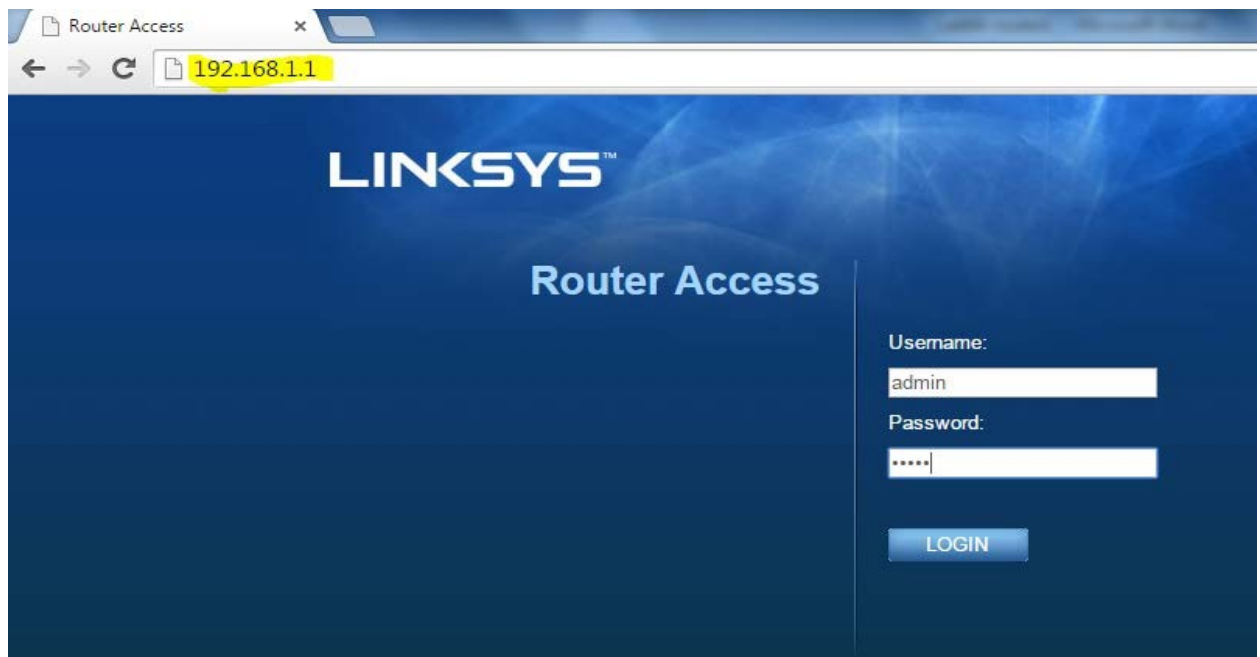 Router Access
192.168.1.1
LINKSYS™
Router Access
Username:
admin
Password:
•••••
LOGIN